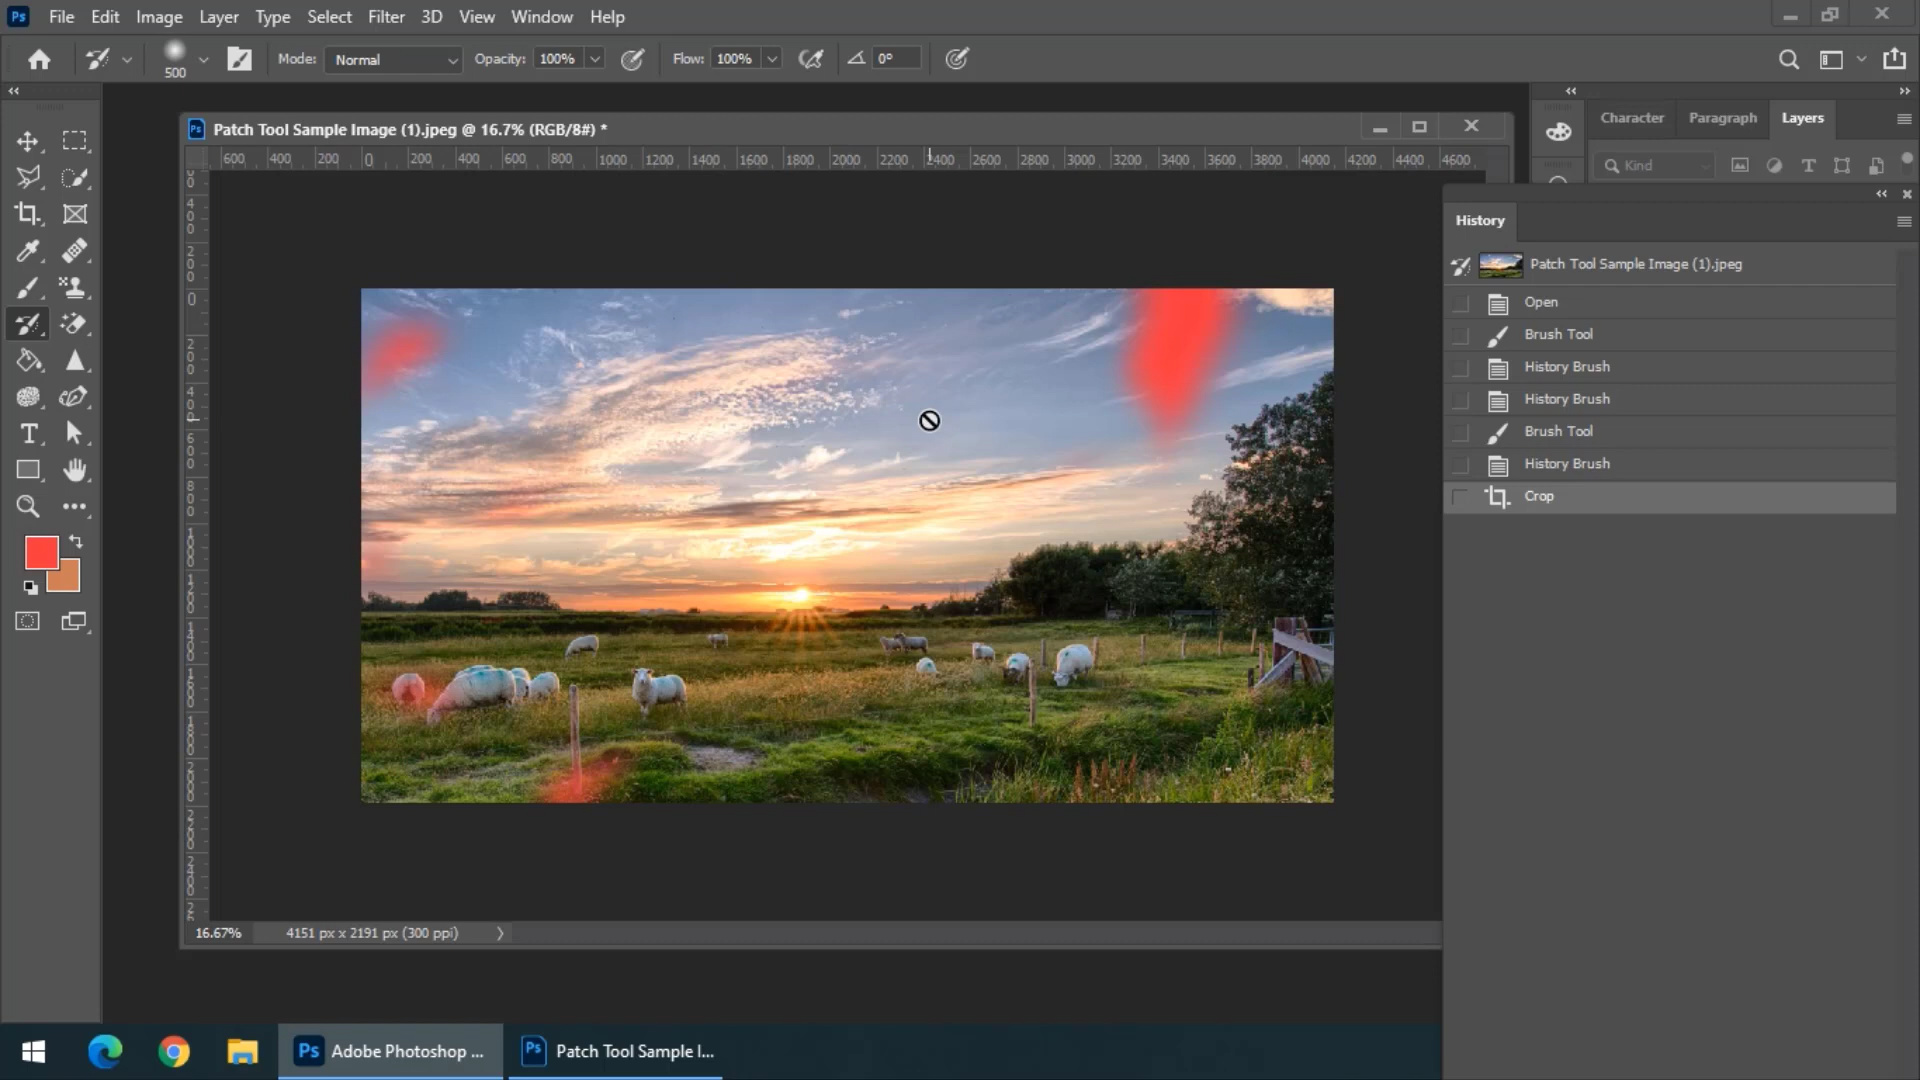 Ps File Edit Image Layer Type Select Filter 3D View Window Help
500 Mode: Normal Opacity: 100% Flow: 100% 0°
Patch Tool Sample Image (1).jpeg @ 16.7% (RGB/8#) *
Character Paragraph Layers
600 400 200 0 200 400 600 800 1000 1200 1400 1600 1800 2000 2200 2400 2600 2800 3000 3200 3400 3600 3800 4000 4200 4400 4600
Kind
History
Patch Tool Sample Image (1).jpeg
Open
Brush Tool
History Brush
History Brush
Brush Tool
History Brush
Crop
16.67% 4151 px x 2191 px (300 ppi)
Ps Adobe Photoshop ... Ps Patch Tool Sample I...